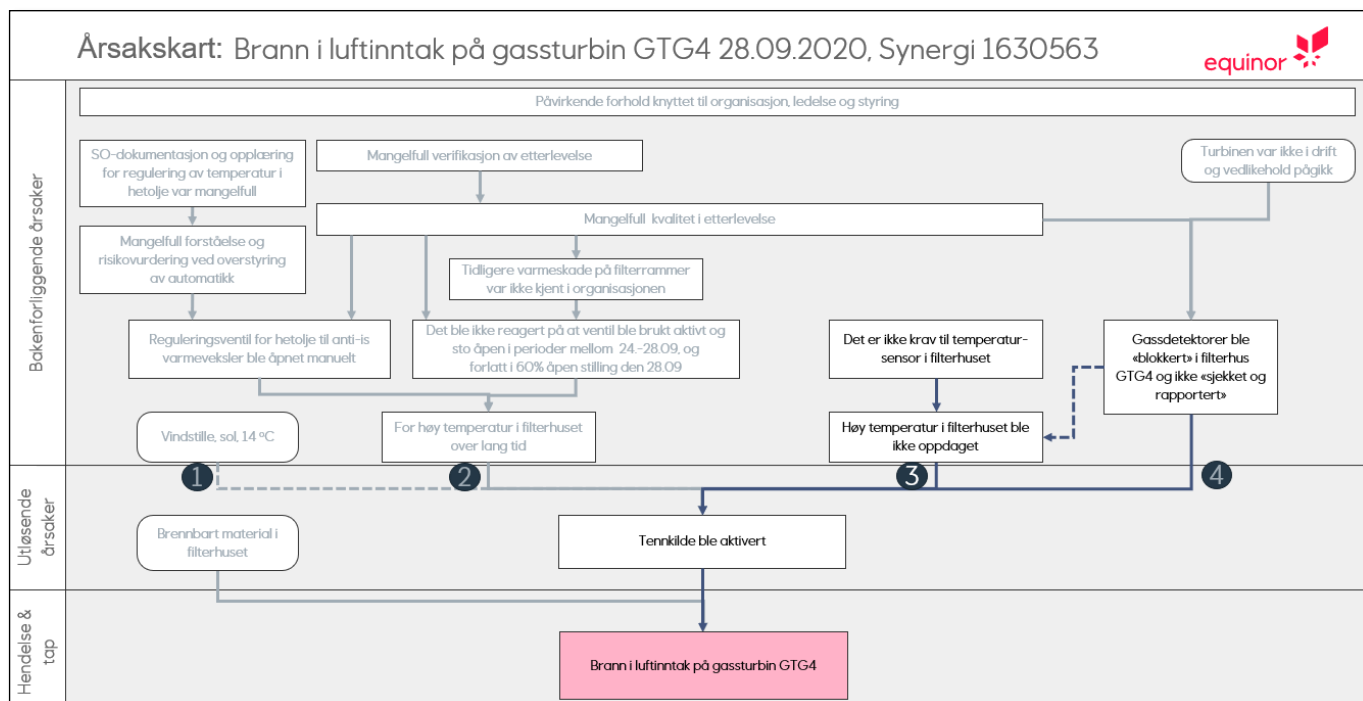 Årsakskart: Brann i luftinntak på gassturbin GTG4 28.09.2020, Synergi 1630563
equinor
Bakenforliggende årsaker
Påvirkende forhold knyttet til organisasjon, ledelse og styring
SO-dokumentasjon og opplæring
for regulering av temperatur i
hetolje var mangelfull
Mangelfull verifikasjon av etterlevelse
Turbinen var ikke i drift
og vedlikehold pågikk
Mangelfull kvalitet i etterlevelse
Mangelfull forståelse og
risikovurdering ved overstyring
av automatikk
Tidligere varmeskade på filterrammer
var ikke kjent i organisasjonen
Reguleringsventil for hetolje til anti-is
varmeveksler ble åpnet manuelt
Det ble ikke reagert på at ventil ble brukt aktivt og
sto åpen i perioder mellom 24.-28.09, og
forlatt i 60% åpen stilling den 28.09
Det er ikke krav til temperatur-
sensor i filterhuset
Gassdetektorer ble
«blokkert» i filterhus
GTG4 og ikke «sjekket og
rapportert»
Vindstille, sol, 14 ºC
For høy temperatur i filterhuset
over lang tid
Høy temperatur i filterhuset ble
ikke oppdaget
1
2
3
4
Utløsende
årsaker
Brennbart material i
filterhuset
Tennkilde ble aktivert
Hendelse &
tap
Brann i luftinntak på gassturbin GTG4